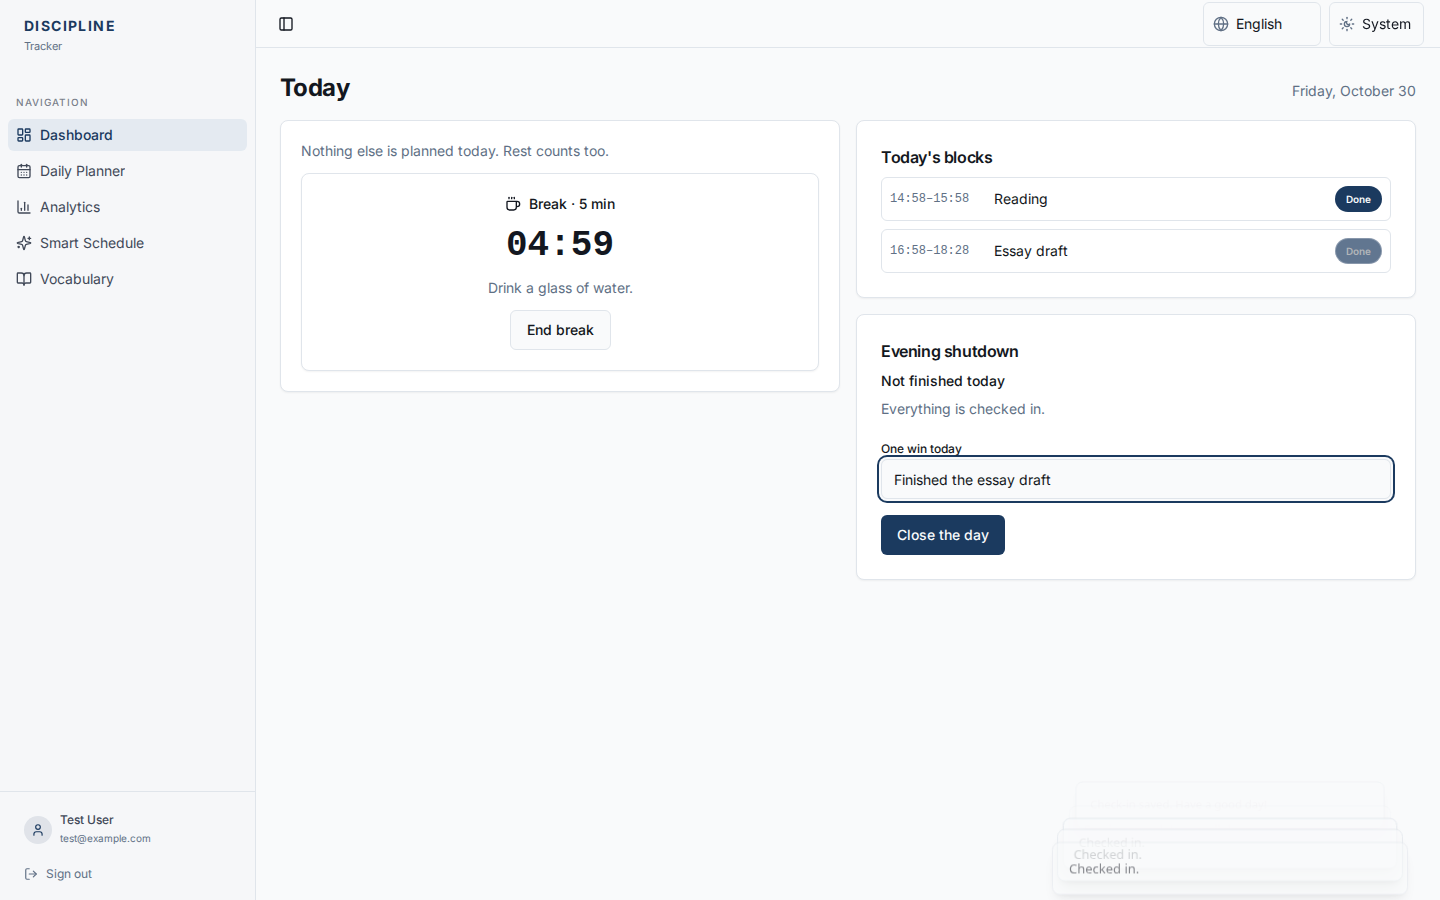 DISCIPLINE
Tracker
NAVIGATION
Dashboard
Daily Planner
Analytics
Smart Schedule
Vocabulary
Test User
test@example.com
Sign out
English
System
Today
Friday, October 30
Nothing else is planned today. Rest counts too.
Break · 5 min
04:59
Drink a glass of water.
End break
Today's blocks
14:58–15:58 Reading Done
16:58–18:28 Essay draft Done
Evening shutdown
Not finished today
Everything is checked in.
One win today
Finished the essay draft
Close the day
Checked in.
Checked in.
Checked in.